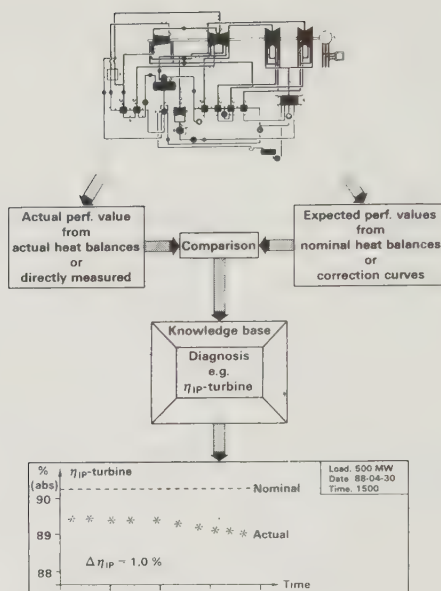 Actual perf. value
from
actual heat balances
or
directly measured
Comparison
Expected perf. values
from
nominal heat balances
or
correction curves
Knowledge base
Diagnosis
e.g.
ηIP-turbine
%
(abs)
ηIP-turbine
Load. 500 MW
Date 88-04-30
Time. 1500
90
Nominal
89
Actual
88
ΔηIP = 1.0 %
Time